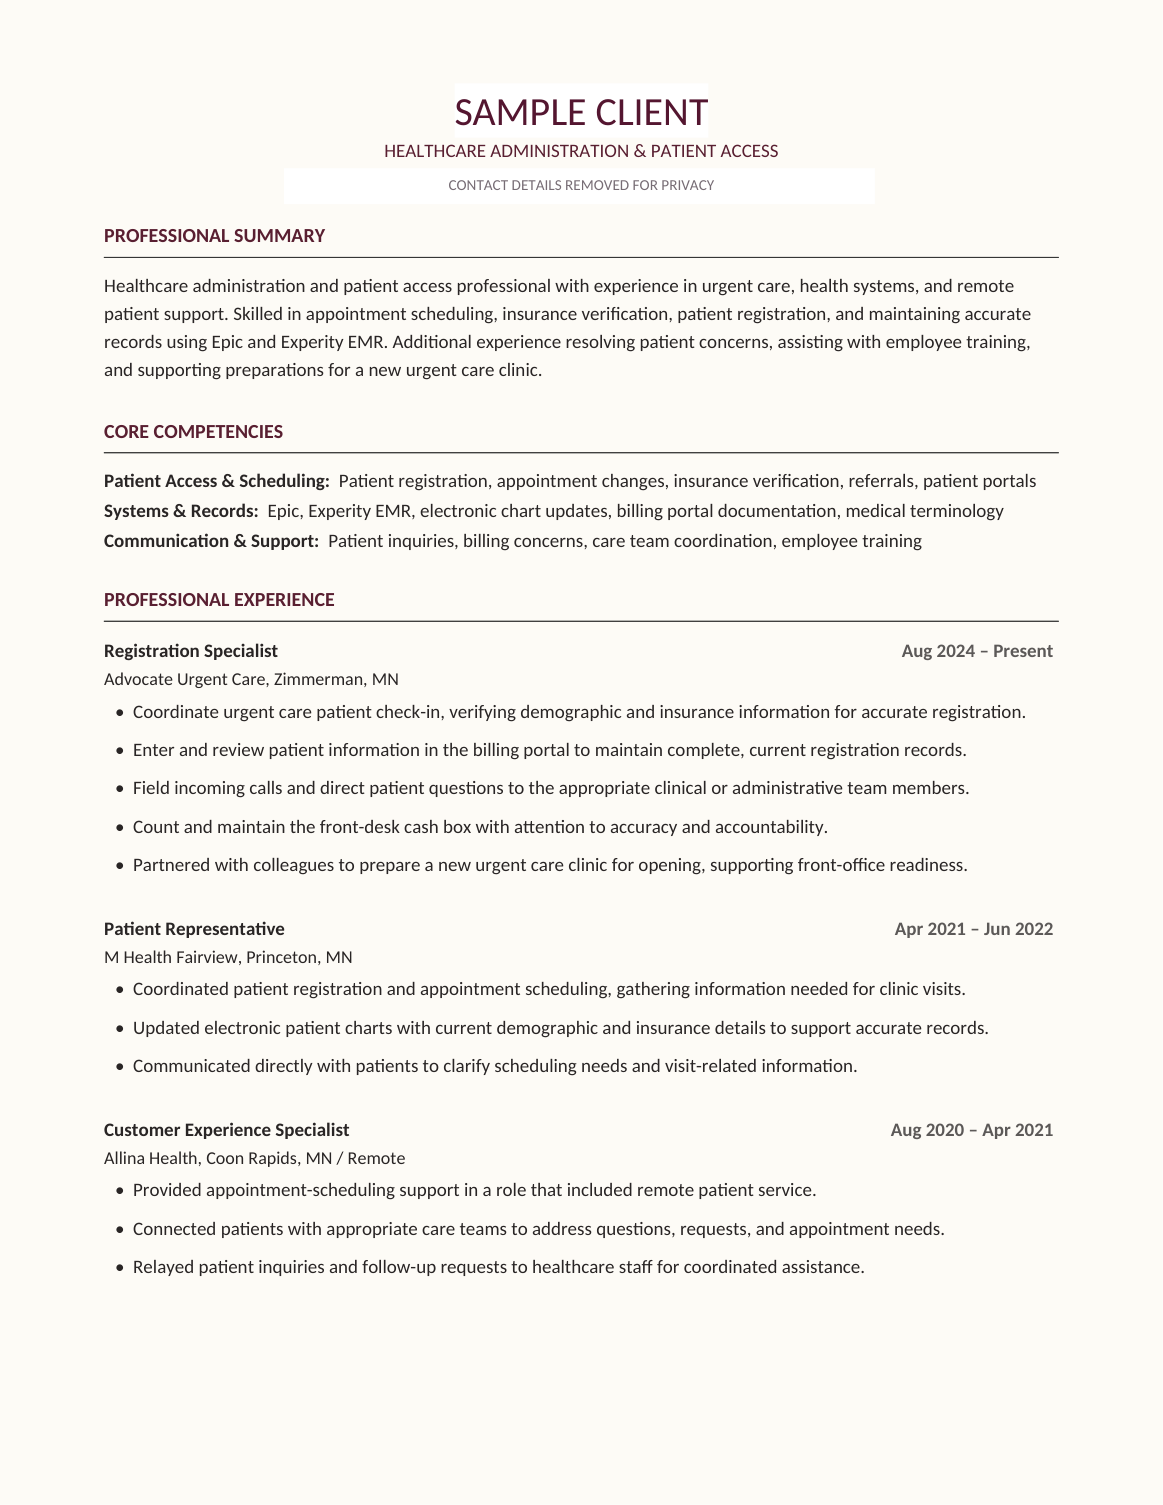 SAMPLE CLIENT
HEALTHCARE ADMINISTRATION & PATIENT ACCESS
CONTACT DETAILS REMOVED FOR PRIVACY
PROFESSIONAL SUMMARY
Healthcare administration and patient access professional with experience in urgent care, health systems, and remote
patient support. Skilled in appointment scheduling, insurance verification, patient registration, and maintaining accurate
records using Epic and Experity EMR. Additional experience resolving patient concerns, assisting with employee training,
and supporting preparations for a new urgent care clinic.
CORE COMPETENCIES
Patient Access & Scheduling: Patient registration, appointment changes, insurance verification, referrals, patient portals
Systems & Records: Epic, Experity EMR, electronic chart updates, billing portal documentation, medical terminology
Communication & Support: Patient inquiries, billing concerns, care team coordination, employee training
PROFESSIONAL EXPERIENCE
Registration Specialist Aug 2024 – Present
Advocate Urgent Care, Zimmerman, MN
• Coordinate urgent care patient check-in, verifying demographic and insurance information for accurate registration.
• Enter and review patient information in the billing portal to maintain complete, current registration records.
• Field incoming calls and direct patient questions to the appropriate clinical or administrative team members.
• Count and maintain the front-desk cash box with attention to accuracy and accountability.
• Partnered with colleagues to prepare a new urgent care clinic for opening, supporting front-office readiness.
Patient Representative Apr 2021 – Jun 2022
M Health Fairview, Princeton, MN
• Coordinated patient registration and appointment scheduling, gathering information needed for clinic visits.
• Updated electronic patient charts with current demographic and insurance details to support accurate records.
• Communicated directly with patients to clarify scheduling needs and visit-related information.
Customer Experience Specialist Aug 2020 – Apr 2021
Allina Health, Coon Rapids, MN / Remote
• Provided appointment-scheduling support in a role that included remote patient service.
• Connected patients with appropriate care teams to address questions, requests, and appointment needs.
• Relayed patient inquiries and follow-up requests to healthcare staff for coordinated assistance.